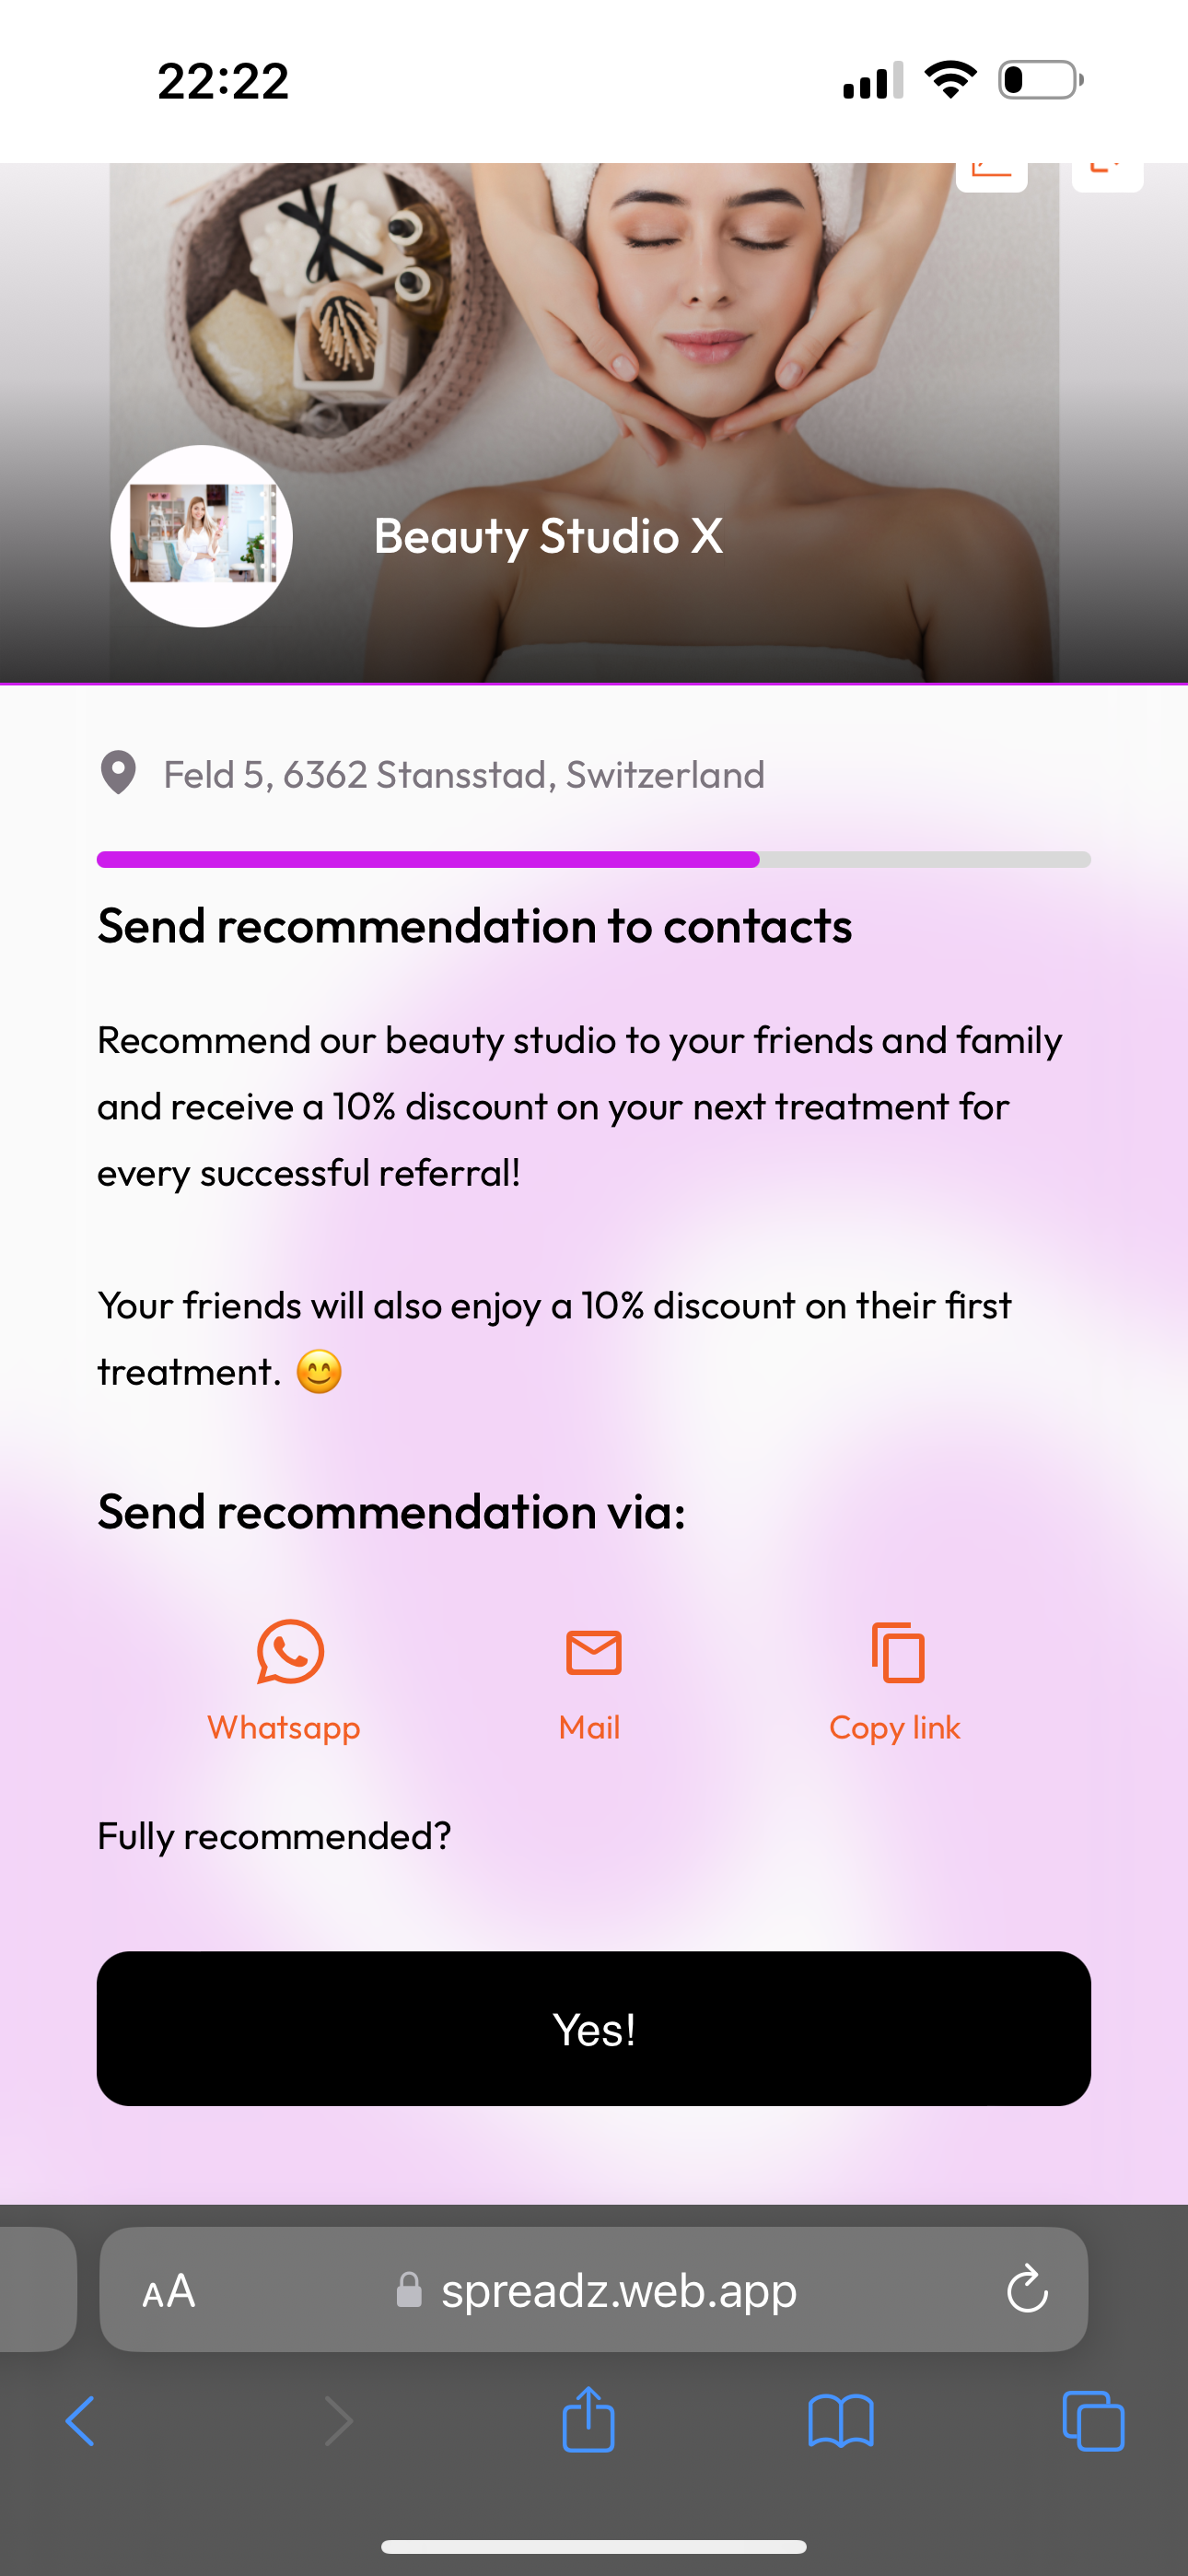 22:22
Beauty Studio X
Feld 5, 6362 Stansstad, Switzerland
Send recommendation to contacts
Recommend our beauty studio to your friends and family
and receive a 10% discount on your next treatment for
every successful referral!
Your friends will also enjoy a 10% discount on their first
treatment. 😊
Send recommendation via:
Whatsapp Mail Copy link
Fully recommended?
Yes!
AA spreadz.web.app